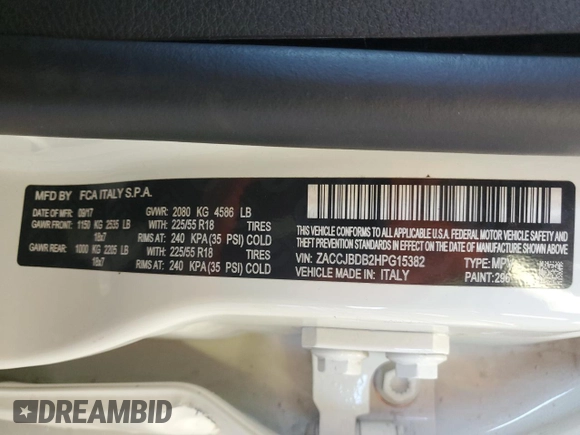 MFD BY FCA ITALY S.P.A.
DATE OF MFR: 09/17 GVWR: 2080 KG 4586 LB
GAWR FRONT: 1150 KG 2535 LB WITH 225/55 R18 TIRES
18x7 RIMS AT: 240 KPA (35 PSI) COLD
GAWR REAR: 1000 KG 2205 LB WITH 225/55 R18 TIRES
18x7 RIMS AT: 240 KPA (35 PSI) COLD
THIS VEHICLE CONFORMS TO ALL APPLICABLE U.S.A. FEDERAL MOTOR VEHICLE SAFETY,
BUMPER, AND THEFT PREVENTION STANDARDS IN EFFECT ON THE DATE OF MANUFACTURE SHOWN ABOVE.
VIN: ZACCJBDB2HPG15382 TYPE: MPV
VEHICLE MADE IN: ITALY PAINT: 296
DREAMBID